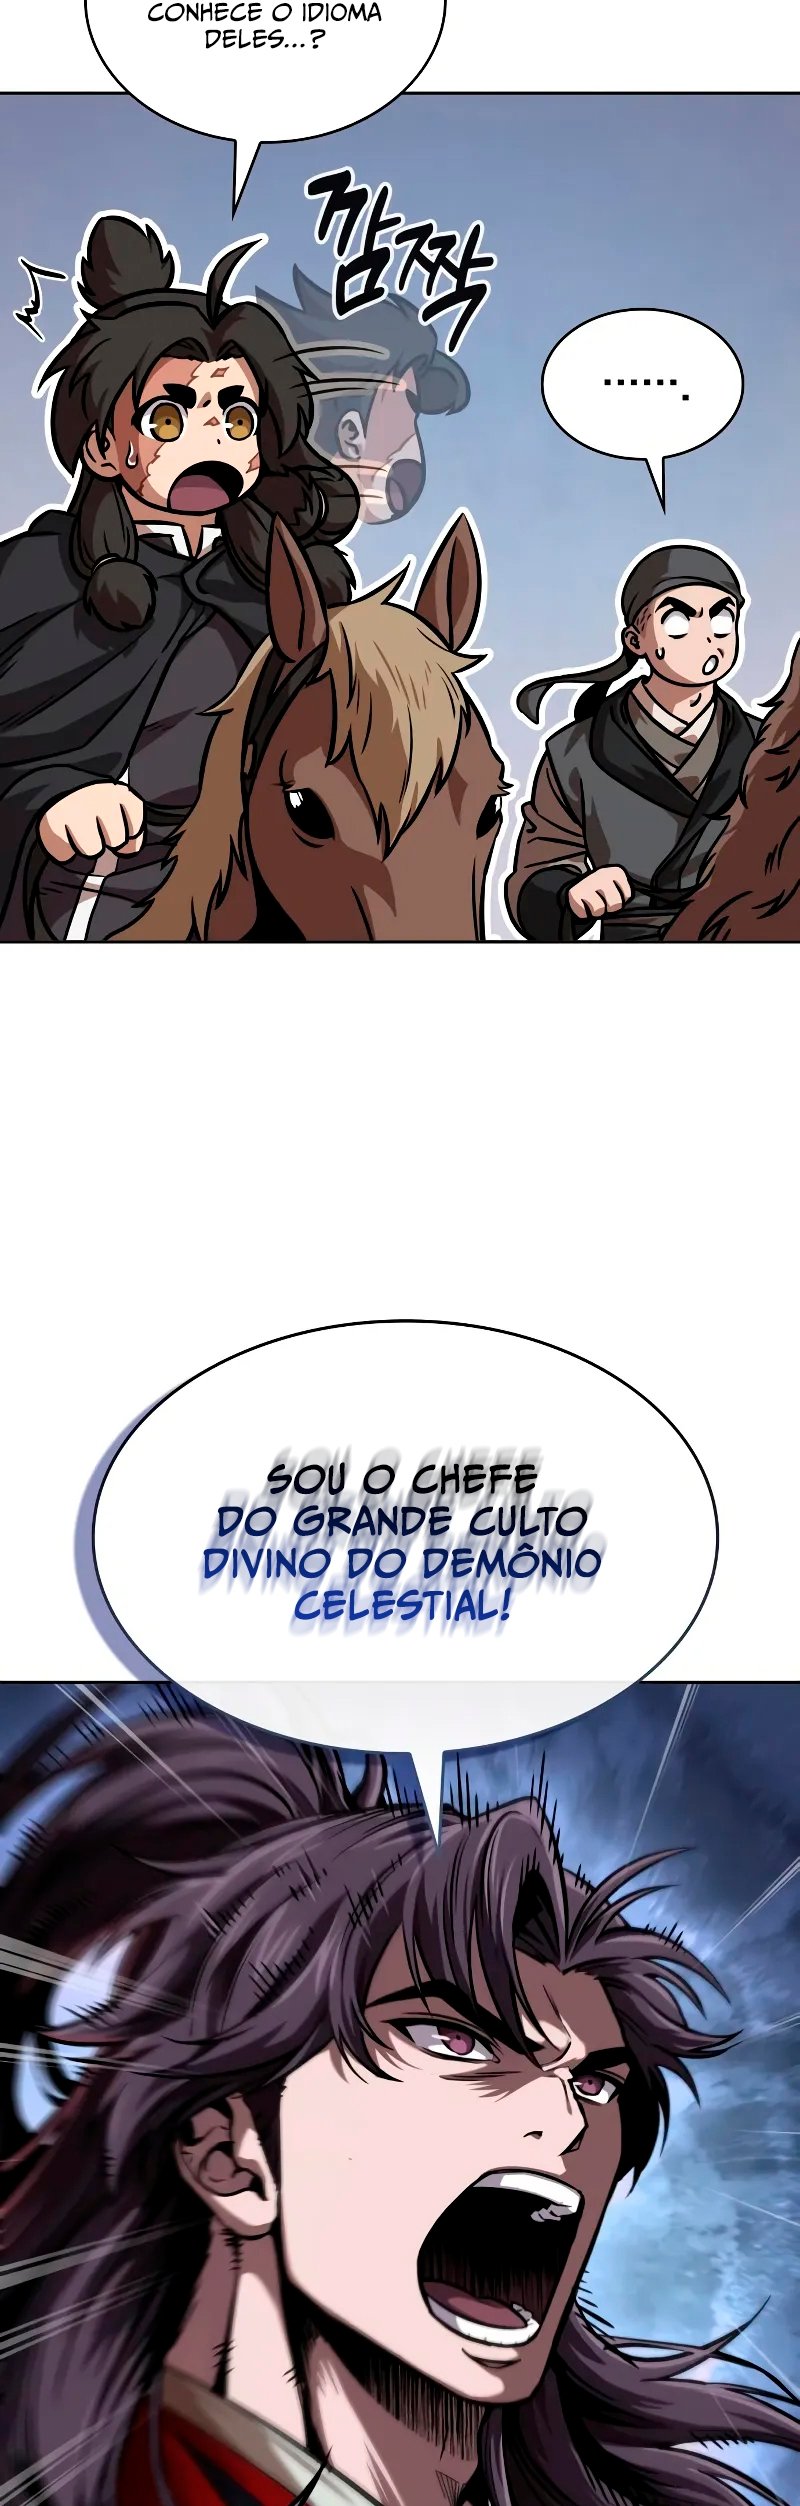 CONHECE O IDIOMA
DELES...?
깜짝
.......
SOU O CHEFE
DO GRANDE CULTO
DIVINO DO DEMÔNIO
CELESTIAL!